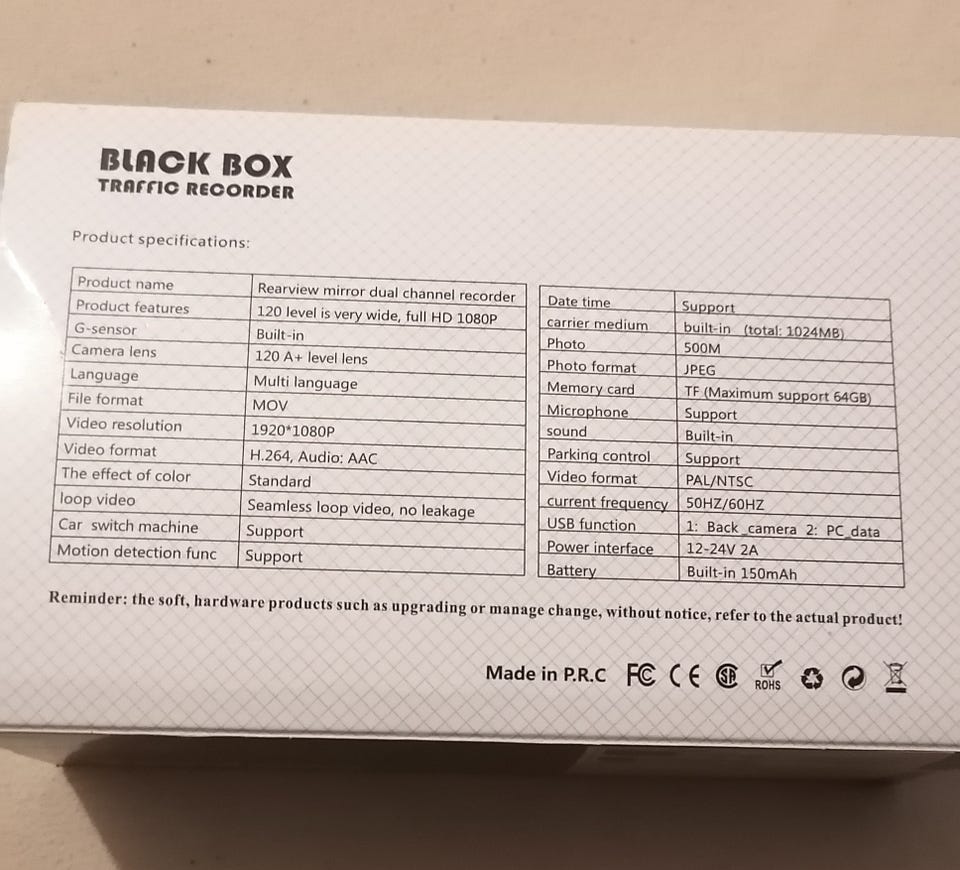 BLACK BOX
TRAFFIC RECORDER
Product specifications:
Product name Rearview mirror dual channel recorder
Product features 120 level is very wide, full HD 1080P
G-sensor Built-in
Camera lens 120 A+ level lens
Language Multi language
File format MOV
Video resolution 1920*1080P
Video format H.264, Audio: AAC
The effect of color Standard
loop video Seamless loop video, no leakage
Car switch machine Support
Motion detection func Support
Date time Support
carrier medium built-in (total: 1024MB)
Photo 500M
Photo format JPEG
Memory card TF (Maximum support 64GB)
Microphone Support
sound Built-in
Parking control Support
Video format PAL/NTSC
current frequency 50HZ/60HZ
USB function 1: Back_camera 2: PC_data
Power interface 12-24V 2A
Battery Built-in 150mAh
Reminder: the soft, hardware products such as upgrading or manage change, without notice, refer to the actual product!
Made in P.R.C FC CE SA ROHS